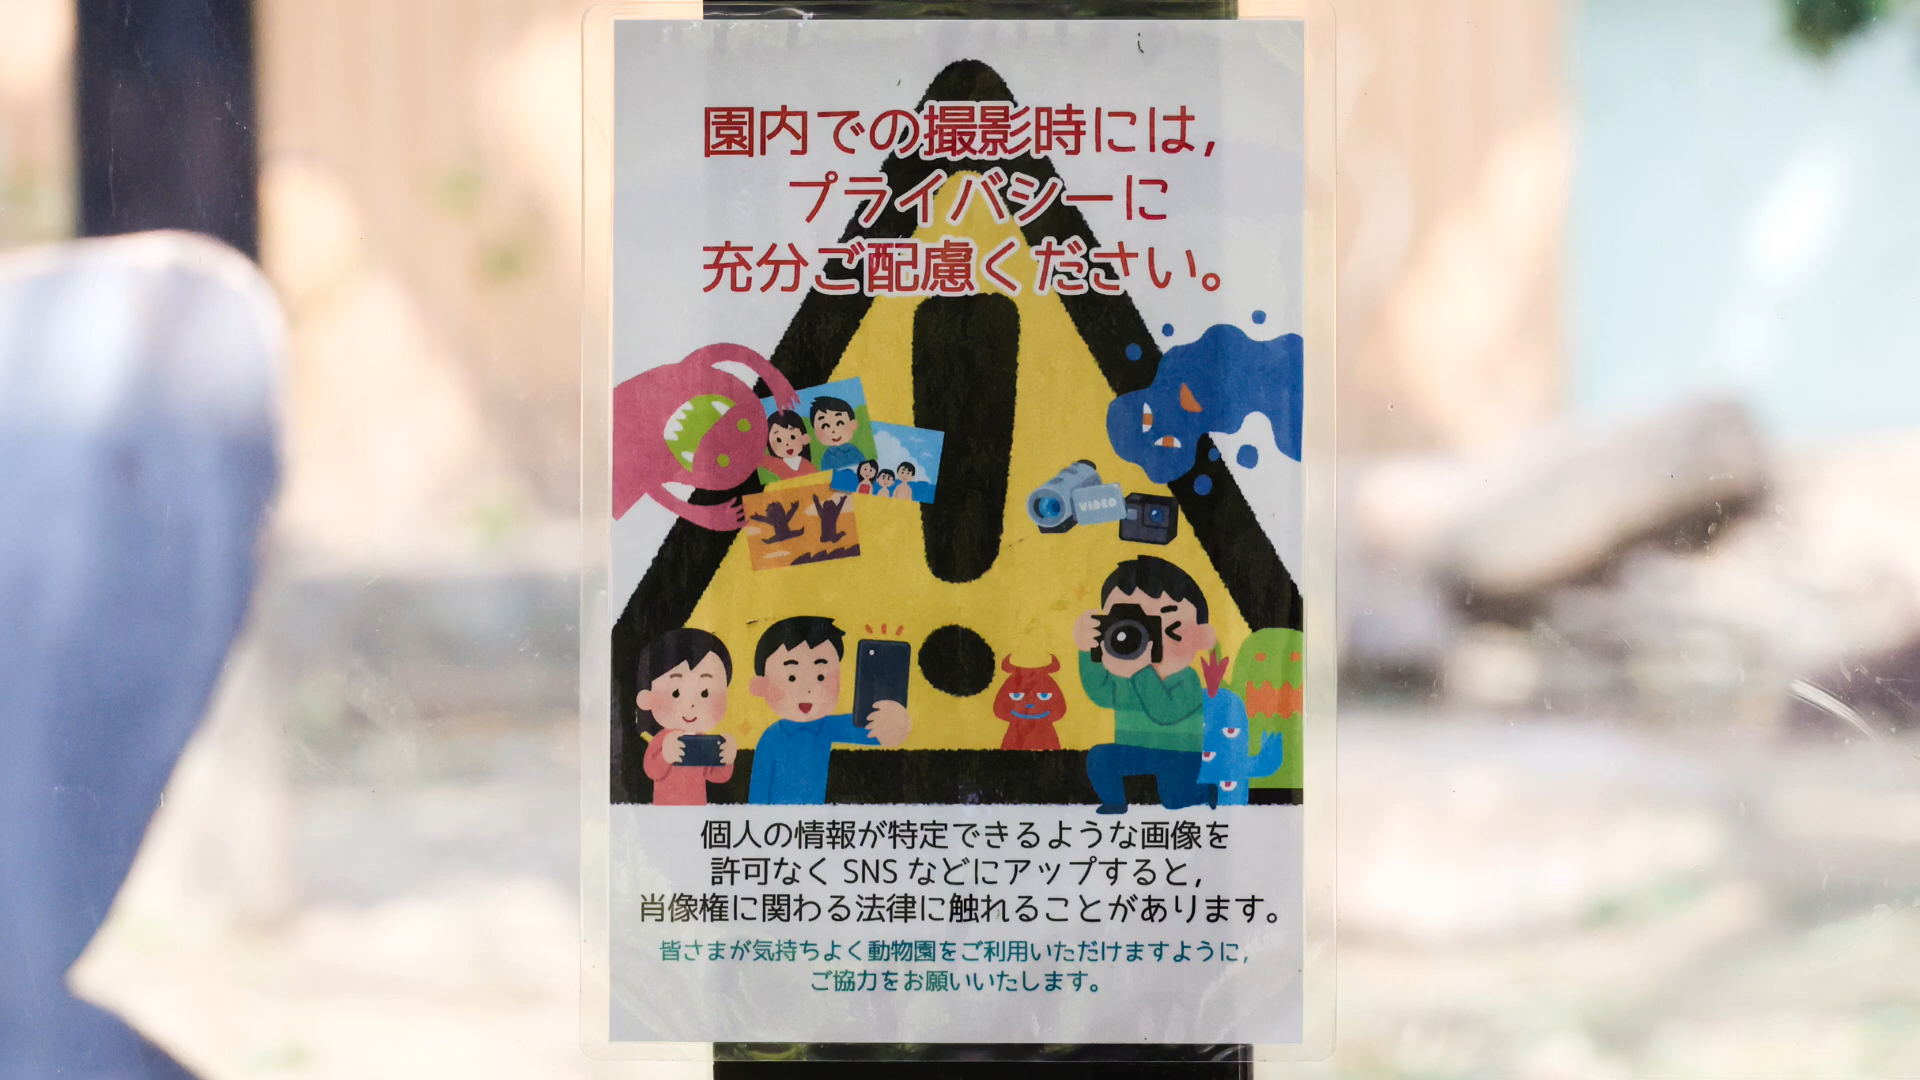 園内での撮影時には,
プライバシーに
充分ご配慮ください。
VIDEO
個人の情報が特定できるような画像を
許可なく SNS などにアップすると,
肖像権に関わる法律に触れることがあります。
皆さまが気持ちよく動物園をご利用いただけますように,
ご協力をお願いいたします。